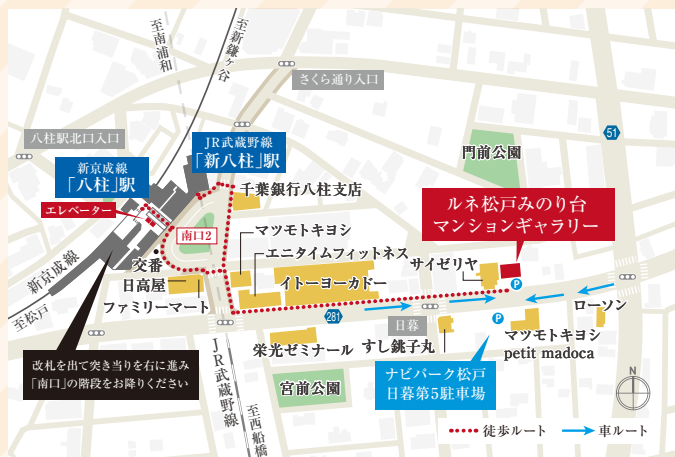 至南浦和
至新鎌ヶ谷
さくら通り入口
51
八柱駅北口入口
新京成線
「八柱」駅
JR武蔵野線
「新八柱」駅
門前公園
エレベーター
千葉銀行八柱支店
ルネ松戸みのり台
マンションギャラリー
南口2
マツモトキヨシ
エニタイムフィットネス
サイゼリヤ
イトーヨーカドー
交番
日高屋
ファミリーマート
新京成線
至松戸
P
ローソン
281
日暮
P
改札を出て突き当りを右に進み
「南口」の階段をお降りください
JR武蔵野線
至西船橋
栄光ゼミナール
すし銚子丸
マツモトキヨシ
petit madoca
宮前公園
ナビパーク松戸
日暮第5駐車場
N
徒歩ルート
車ルート